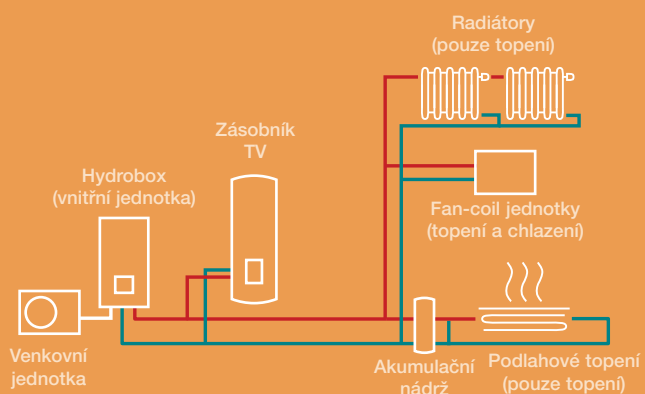 Radiátory
(pouze topení)
Zásobník
TV
Hydrobox
(vnitřní jednotka)
Fan-coil jednotky
(topení a chlazení)
Venkovní
jednotka
Akumulační
nádrž
Podlahové topení
(pouze topení)